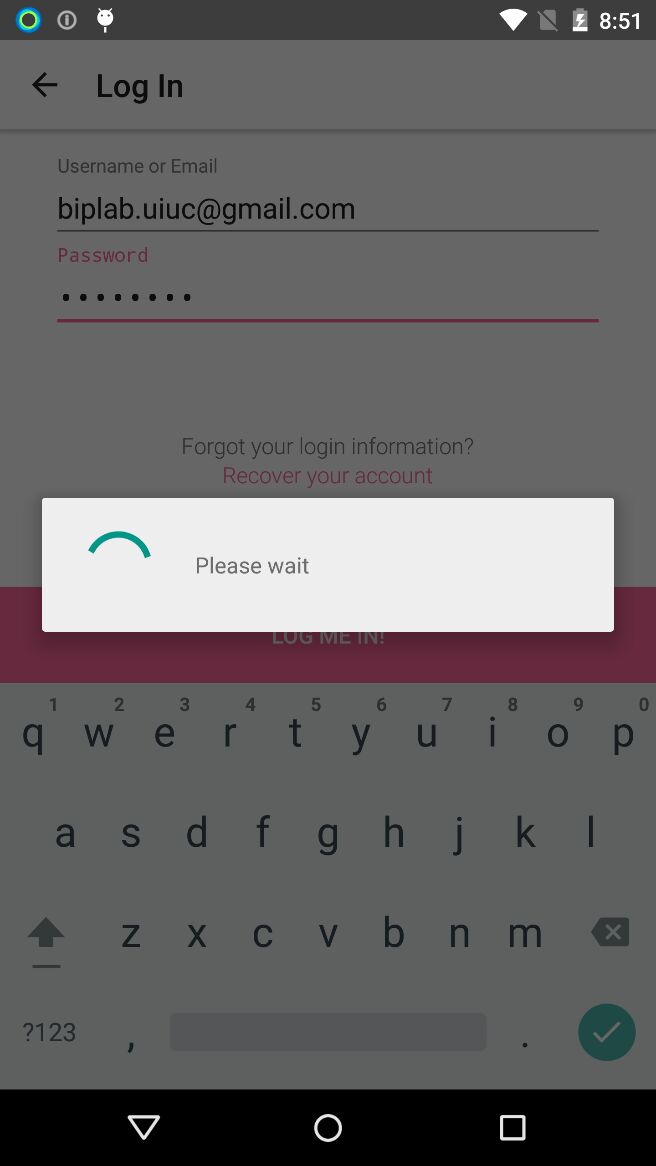 8:51
Log In
Username or Email
biplab.uiuc@gmail.com
Password
••••••••
Forgot your login information?
Recover your account
Please wait
LOG ME IN!
1 2 3 4 5 6 7 8 9 0
q w e r t y u i o p
a s d f g h j k l
z x c v b n m
?123 , .